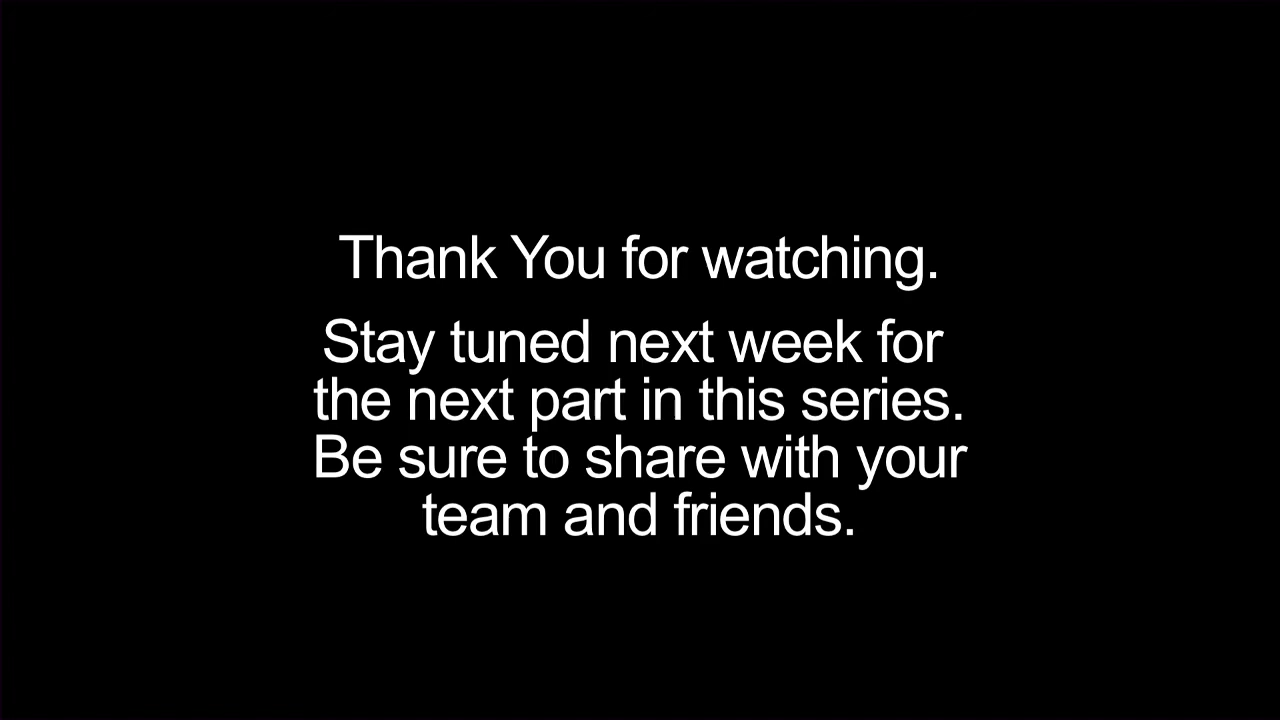 Thank You for watching.
Stay tuned next week for
the next part in this series.
Be sure to share with your
team and friends.